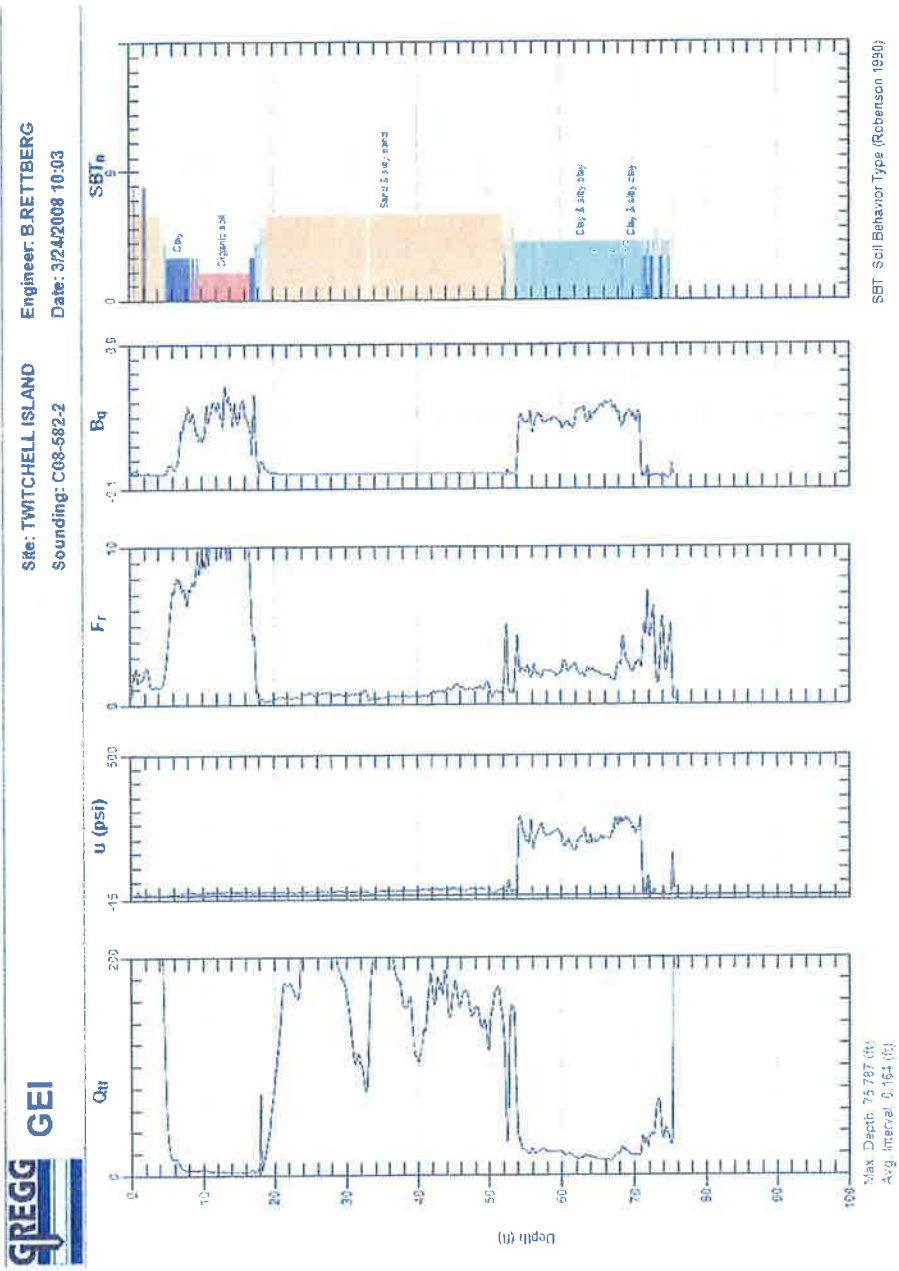 GREGG
GEI
Site: TWITCHELL ISLAND
Engineer: B.RETTBERG
Sounding: C08-582-2
Date: 3/24/2008 10:03
Qtn
u (psi)
Fr
Bq
SBTn
0
200
-15
500
0
10
-0.1
0.9
0
9
0
10
20
30
40
50
60
70
80
90
100
Depth (ft)
Clay
Organic soil
Sand & silty sand
Clay & silty clay
Clay & silty clay
Max. Depth: 75.787 (ft)
Avg. Interval: 0.164 (ft)
SBT: Soil Behavior Type (Robertson 1990)